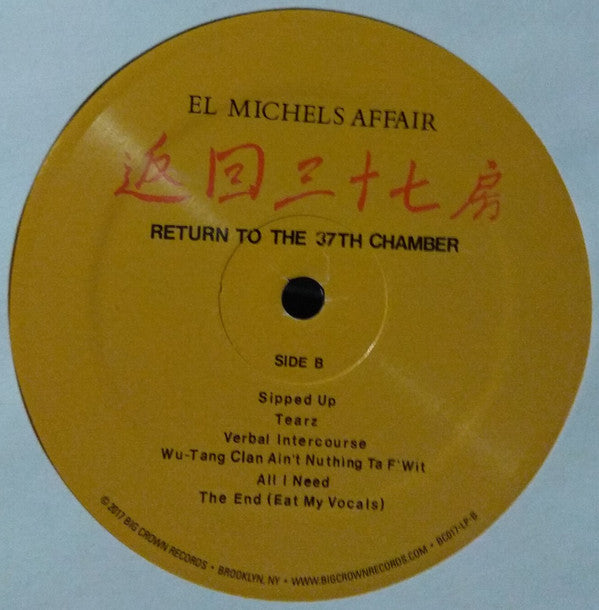 EL MICHELS AFFAIR
返回三十七房
RETURN TO THE 37TH CHAMBER
SIDE B
Sipped Up
Tearz
Verbal Intercourse
Wu-Tang Clan Ain't Nuthing Ta F' Wit
All I Need
The End (Eat My Vocals)
©2017 BIG CROWN RECORDS • BROOKLYN, NY • WWW.BIGCROWNRECORDS.COM • BC017-LP-B